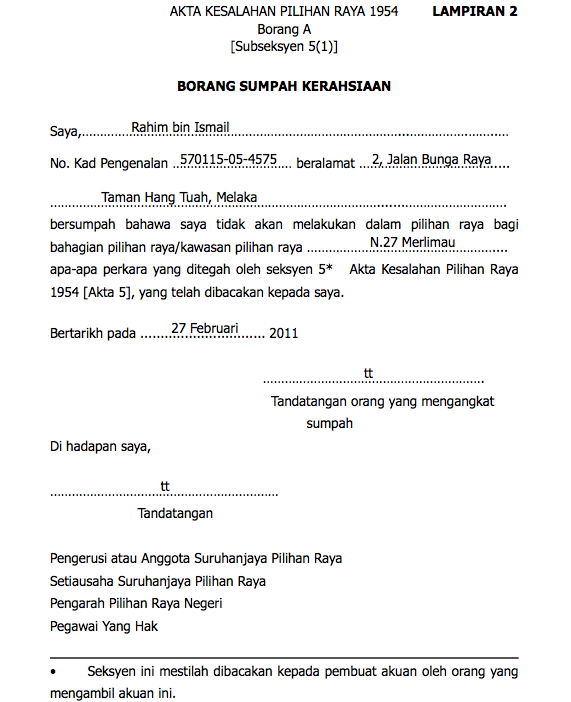 AKTA KESALAHAN PILIHAN RAYA 1954 LAMPIRAN 2
Borang A
[Subseksyen 5(1)]
BORANG SUMPAH KERAHSIAAN
Saya,......Rahim bin Ismail......
No. Kad Pengenalan ...570115-05-4575... beralamat ...2, Jalan Bunga Raya...
......Taman Hang Tuah, Melaka......
bersumpah bahawa saya tidak akan melakukan dalam pilihan raya bagi
bahagian pilihan raya/kawasan pilihan raya ......N.27 Merlimau......
apa-apa perkara yang ditegah oleh seksyen 5* Akta Kesalahan Pilihan Raya
1954 [Akta 5], yang telah dibacakan kepada saya.
Bertarikh pada ......27 Februari...... 2011
......tt......
Tandatangan orang yang mengangkat
sumpah
Di hadapan saya,
......tt......
Tandatangan
Pengerusi atau Anggota Suruhanjaya Pilihan Raya
Setiausaha Suruhanjaya Pilihan Raya
Pengarah Pilihan Raya Negeri
Pegawai Yang Hak
• Seksyen ini mestilah dibacakan kepada pembuat akuan oleh orang yang
mengambil akuan ini.